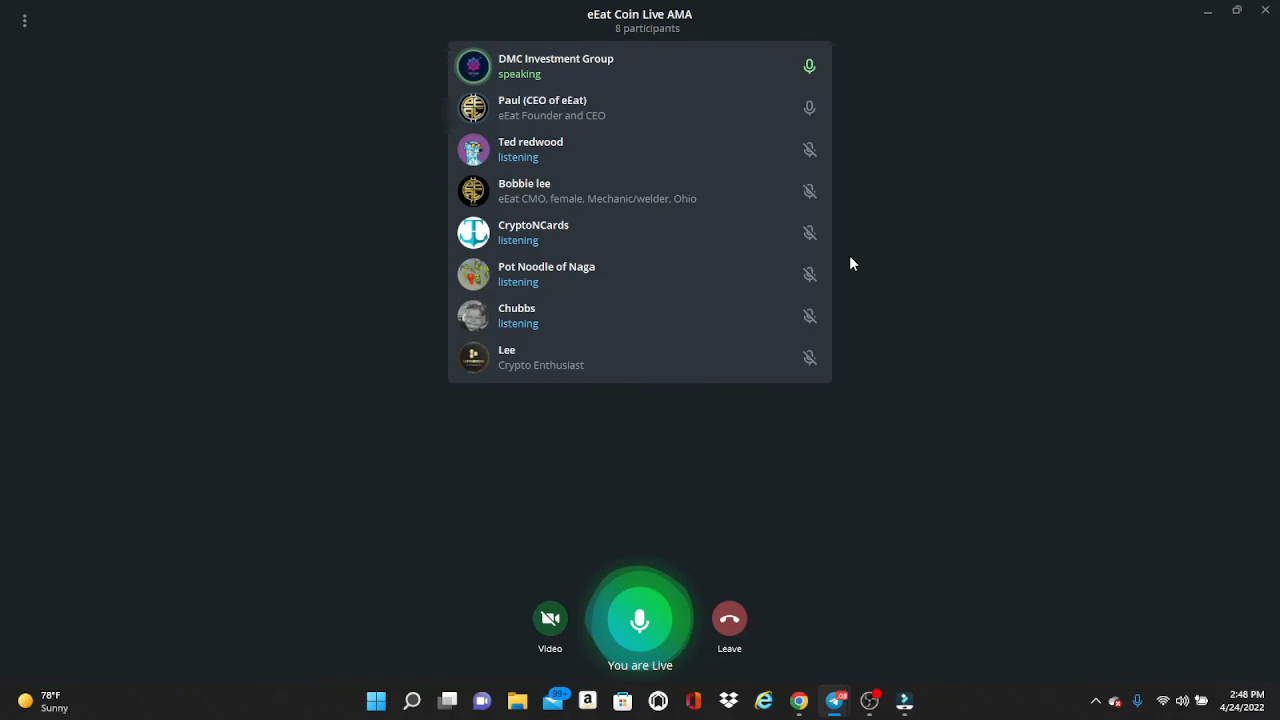 eEat Coin Live AMA
8 participants
DMC Investment Group
speaking
Paul (CEO of eEat)
eEat Founder and CEO
Ted redwood
listening
Bobbie lee
eEat CMO, female, Mechanic/welder, Ohio
CryptoNCards
listening
Pot Noodle of Naga
listening
Chubbs
listening
Lee
Crypto Enthusiast
Video
Leave
You are Live
78°F
Sunny
99+
2:48 PM
4/24/2022